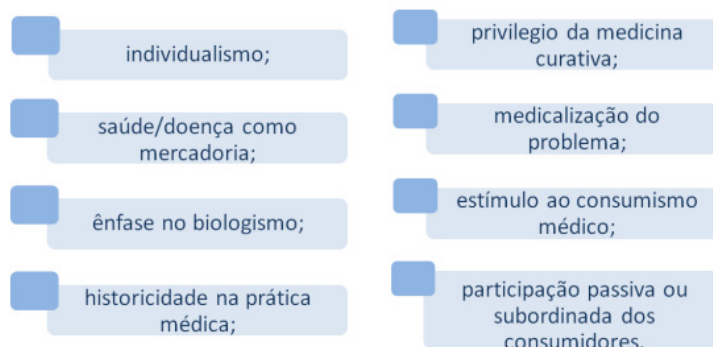 individualismo;
saúde/doença como
mercadoria;
ênfase no biologismo;
historicidade na prática
médica;
privilegio da medicina
curativa;
medicalização do
problema;
estímulo ao consumismo
médico;
participação passiva ou
subordinada dos
consumidores.